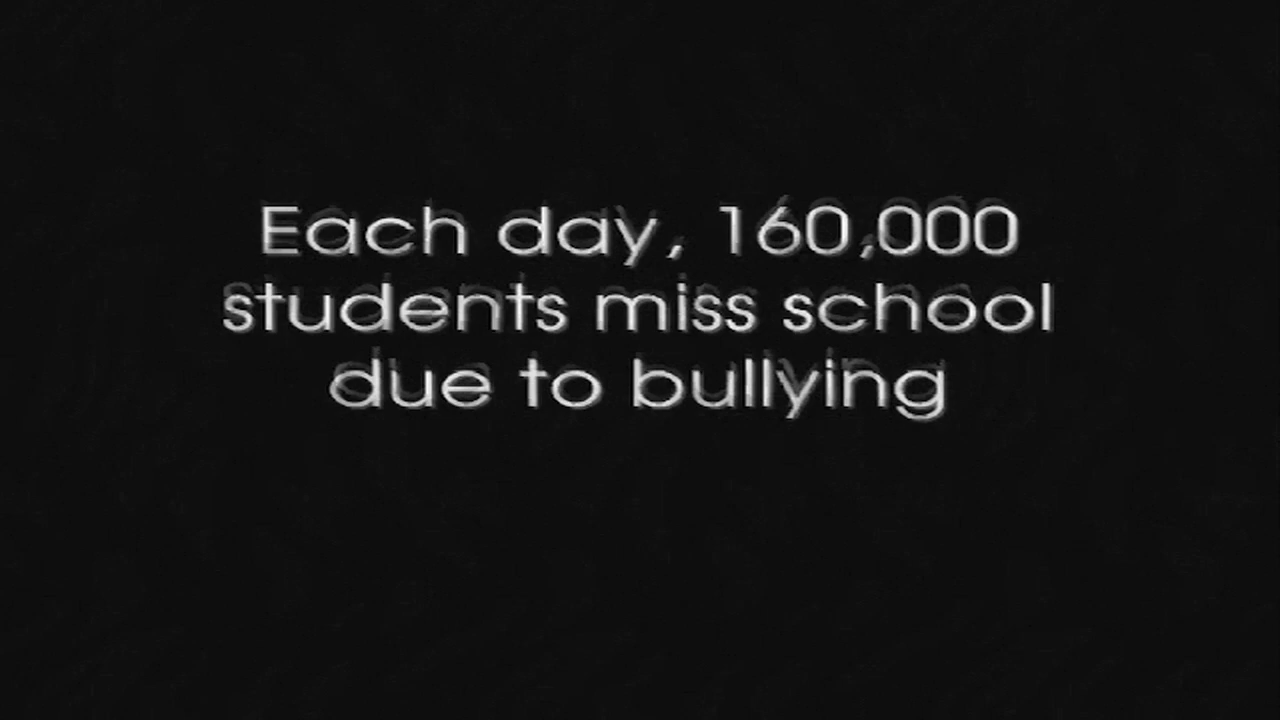 Each day, 160,000
students miss school
due to bullying